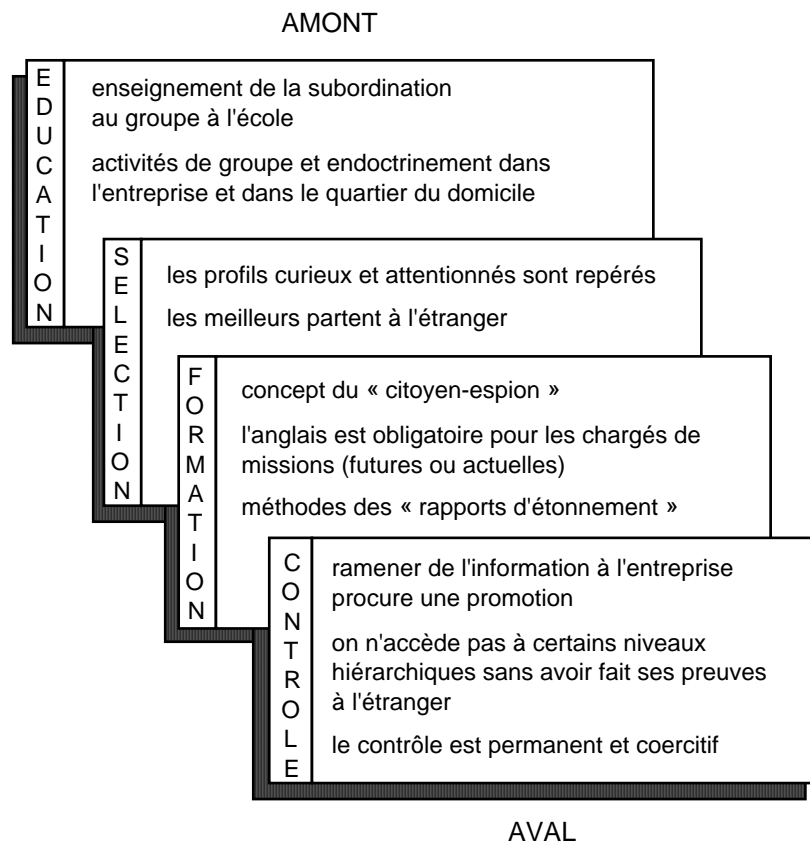 AMONT
EDUCATION
enseignement de la subordination
au groupe à l'école
activités de groupe et endoctrinement dans
l'entreprise et dans le quartier du domicile
SELECTION
les profils curieux et attentionnés sont repérés
les meilleurs partent à l'étranger
FORMATION
concept du « citoyen-espion »
l'anglais est obligatoire pour les chargés de
missions (futures ou actuelles)
méthodes des « rapports d'étonnement »
CONTROLE
ramener de l'information à l'entreprise
procure une promotion
on n'accède pas à certains niveaux
hiérarchiques sans avoir fait ses preuves
à l'étranger
le contrôle est permanent et coercitif
AVAL